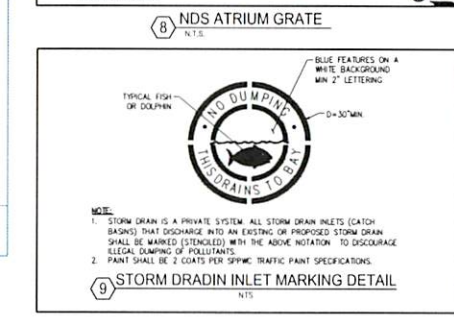 8 NDS ATRIUM GRATE
N.T.S.
BLUE FEATURES ON A
WHITE BACKGROUND
MIN 2" LETTERING
TYPICAL FISH
OR DOLPHIN
D=30"MIN.
• NO DUMPING •
THIS DRAINS TO BAY
NOTE:
1. STORM DRAIN IS A PRIVATE SYSTEM. ALL STORM DRAIN INLETS (CATCH
BASINS) THAT DISCHARGE INTO AN EXISTING OR PROPOSED STORM DRAIN
SHALL BE MARKED (STENCILED) WITH THE ABOVE NOTATION TO DISCOURAGE
ILLEGAL DUMPING OF POLLUTANTS.
2. PAINT SHALL BE 2 COATS PER SPPWC TRAFFIC PAINT SPECIFICATIONS.
9 STORM DRADIN INLET MARKING DETAIL
NTS